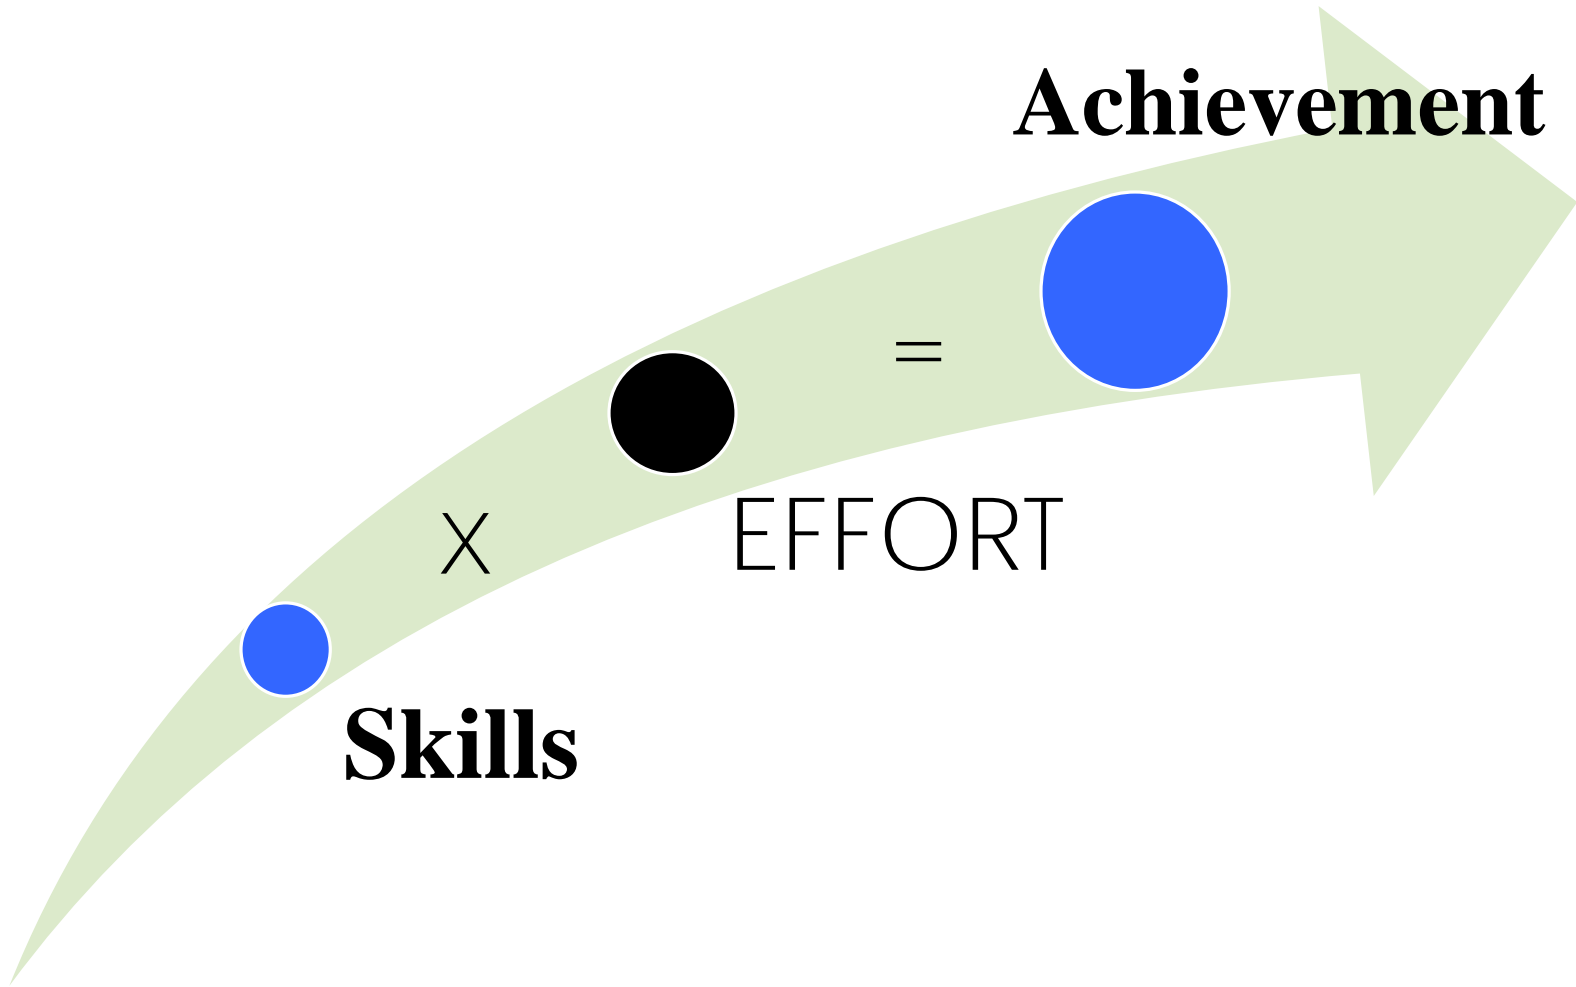 Skills
X
EFFORT
=
Achievement